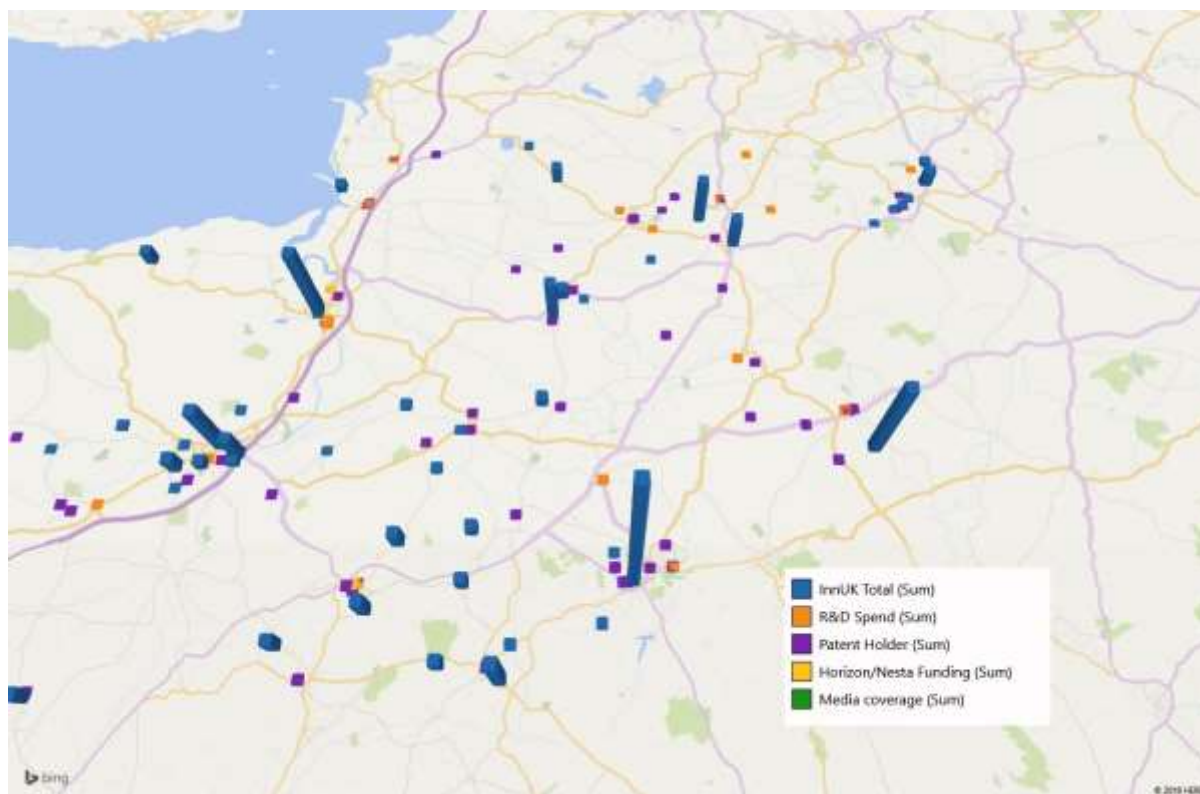 InnUK Total (Sum)
R&D Spend (Sum)
Patent Holder (Sum)
Horizon/Nesta Funding (Sum)
Media coverage (Sum)
bing